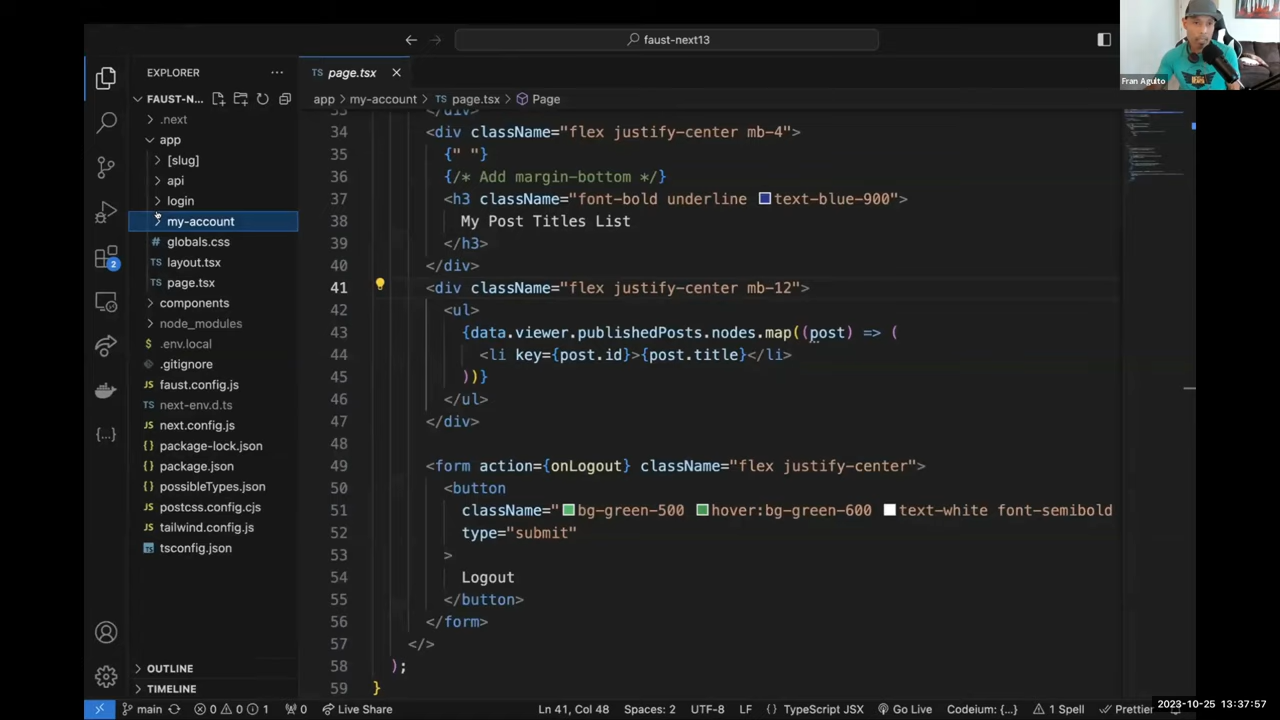 faust-next13
Fran Agulto
EXPLORER
FAUST-N...
.next
app
[slug]
api
login
my-account
globals.css
layout.tsx
page.tsx
components
node_modules
.env.local
.gitignore
JS faust.config.js
TS next-env.d.ts
JS next.config.js
{} package-lock.json
{} package.json
{} possibleTypes.json
JS postcss.config.cjs
JS tailwind.config.js
tsconfig.json
OUTLINE
TIMELINE
2
TS page.tsx
app > my-account > TS page.tsx > Page
34 <div className="flex justify-center mb-4">
35 {" "}
36 {/* Add margin-bottom */}
37 <h3 className="font-bold underline text-blue-900">
38 My Post Titles List
39 </h3>
40 </div>
41 <div className="flex justify-center mb-12">
42 <ul>
43 {data.viewer.publishedPosts.nodes.map((post) => (
44 <li key={post.id}>{post.title}</li>
45 ))}
46 </ul>
47 </div>
48
49 <form action={onLogout} className="flex justify-center">
50 <button
51 className="bg-green-500 hover:bg-green-600 text-white font-semibold
52 type="submit"
53 >
54 Logout
55 </button>
56 </form>
57 </>
58 );
59 }
main 0 0 1 0 Live Share Ln 41, Col 48 Spaces: 2 UTF-8 LF {} TypeScript JSX Go Live Codeium: {...} 1 Spell Prettier
2023-10-25 13:37:57